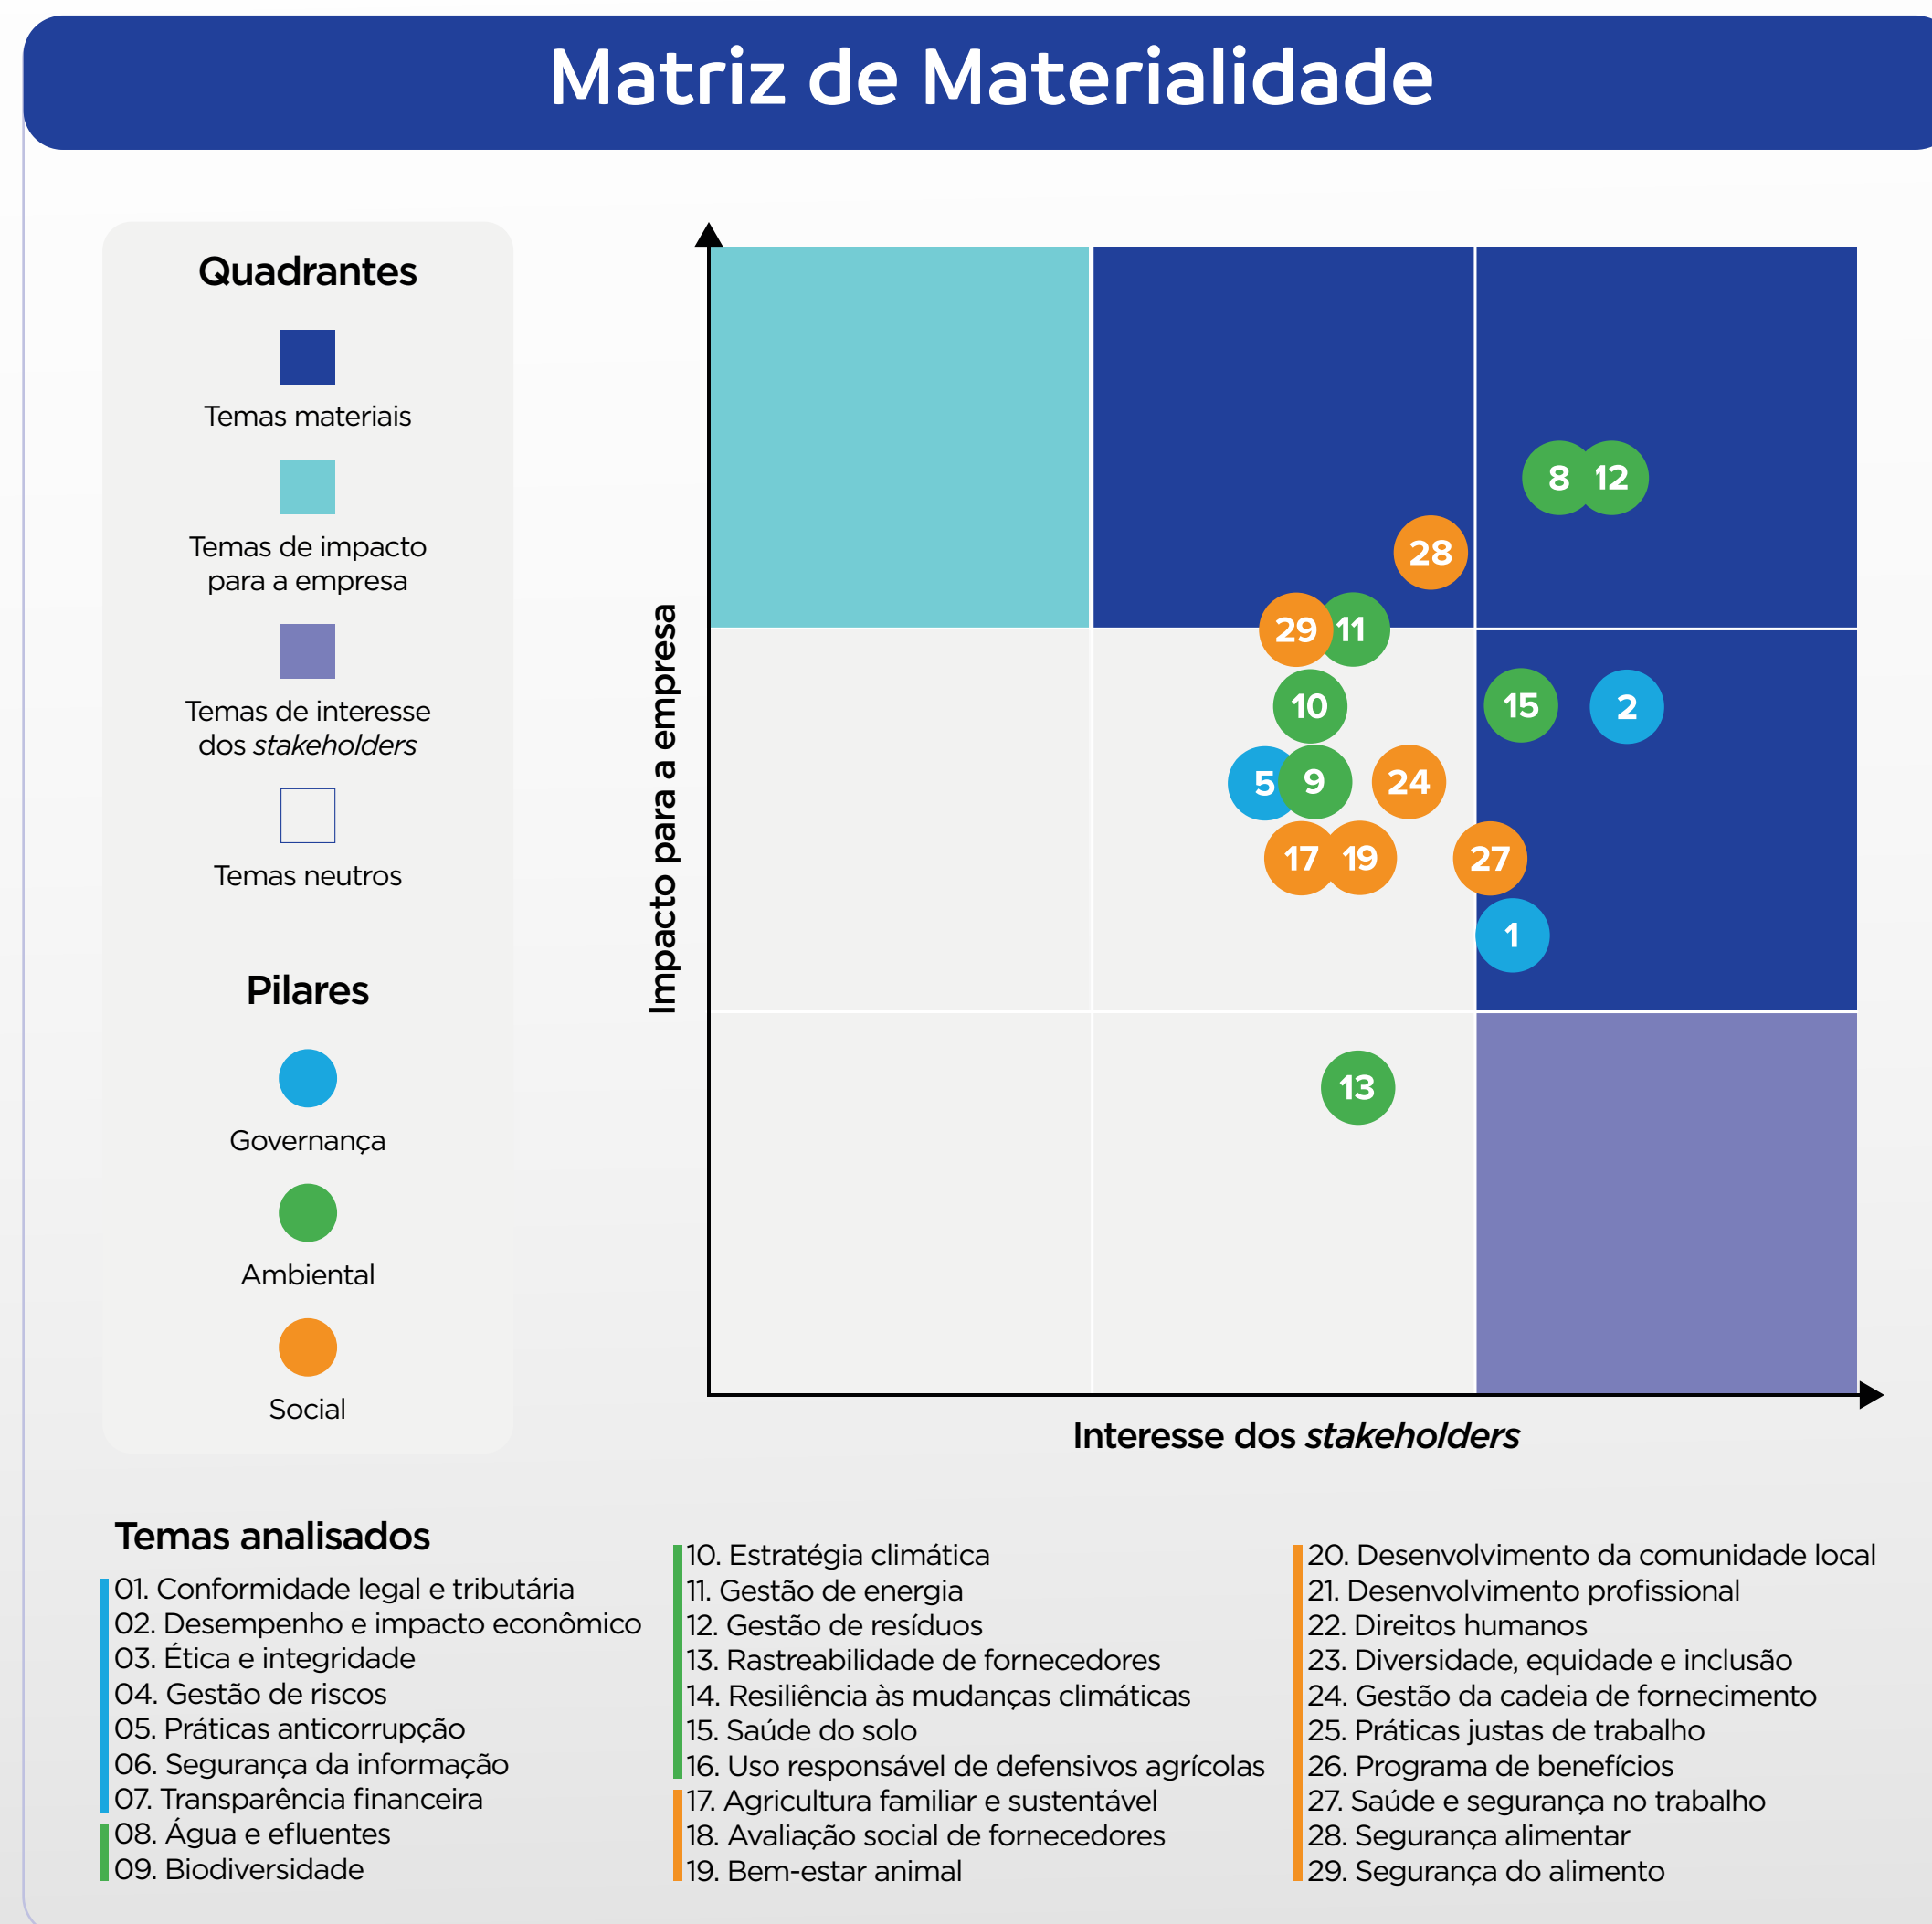 Matriz de Materialidade
Quadrantes
Temas materiais
Temas de impacto
para a empresa
Temas de interesse
dos stakeholders
Temas neutros
Pilares
Governança
Ambiental
Social
Impacto para a empresa
8 12
28
29 11
10
15 2
5 9 24
17 19 27
1
13
Interesse dos stakeholders
Temas analisados
01. Conformidade legal e tributária
02. Desempenho e impacto econômico
03. Ética e integridade
04. Gestão de riscos
05. Práticas anticorrupção
06. Segurança da informação
07. Transparência financeira
08. Água e efluentes
09. Biodiversidade
10. Estratégia climática
11. Gestão de energia
12. Gestão de resíduos
13. Rastreabilidade de fornecedores
14. Resiliência às mudanças climáticas
15. Saúde do solo
16. Uso responsável de defensivos agrícolas
17. Agricultura familiar e sustentável
18. Avaliação social de fornecedores
19. Bem-estar animal
20. Desenvolvimento da comunidade local
21. Desenvolvimento profissional
22. Direitos humanos
23. Diversidade, equidade e inclusão
24. Gestão da cadeia de fornecimento
25. Práticas justas de trabalho
26. Programa de benefícios
27. Saúde e segurança no trabalho
28. Segurança alimentar
29. Segurança do alimento